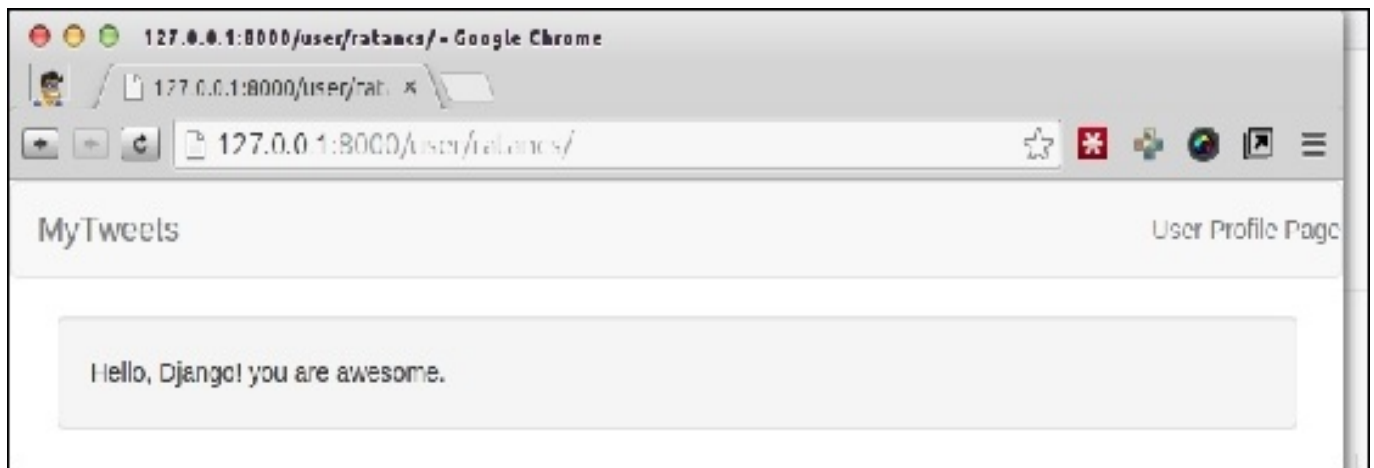 127.0.0.1:8000/user/ratancs/ - Google Chrome
127.0.0.1:8000/user/rat
127.0.0.1:8000/user/ratancs/
MyTweets
User Profile Page
Hello, Django! you are awesome.